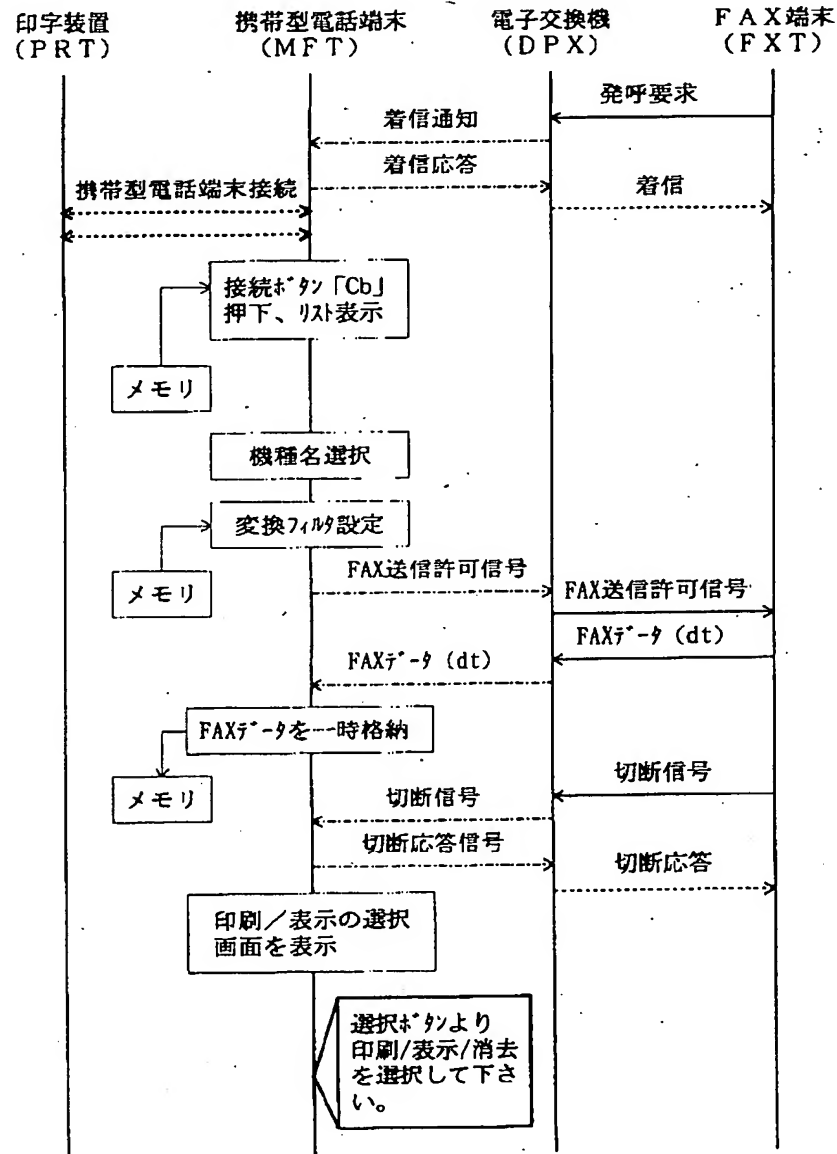 印字装置 携帯型電話端末 電子交換機 ＦＡＸ端末
(ＰＲＴ) (ＭＦＴ) (ＤＰＸ) (ＦＸＴ)
発呼要求
着信通知
着信応答
着信
携帯型電話端末接続
接続ﾎﾞﾀﾝ「Cb」
押下、ﾘｽﾄ表示
メモリ
機種名選択
変換ﾌｨﾙﾀ設定
メモリ
FAX送信許可信号
FAX送信許可信号
FAXﾃﾞｰﾀ (dt)
FAXﾃﾞｰﾀ (dt)
FAXﾃﾞｰﾀを一時格納
メモリ
切断信号
切断信号
切断応答信号
切断応答
印刷／表示の選択
画面を表示
選択ﾎﾞﾀﾝより
印刷/表示/消去
を選択して下さ
い。